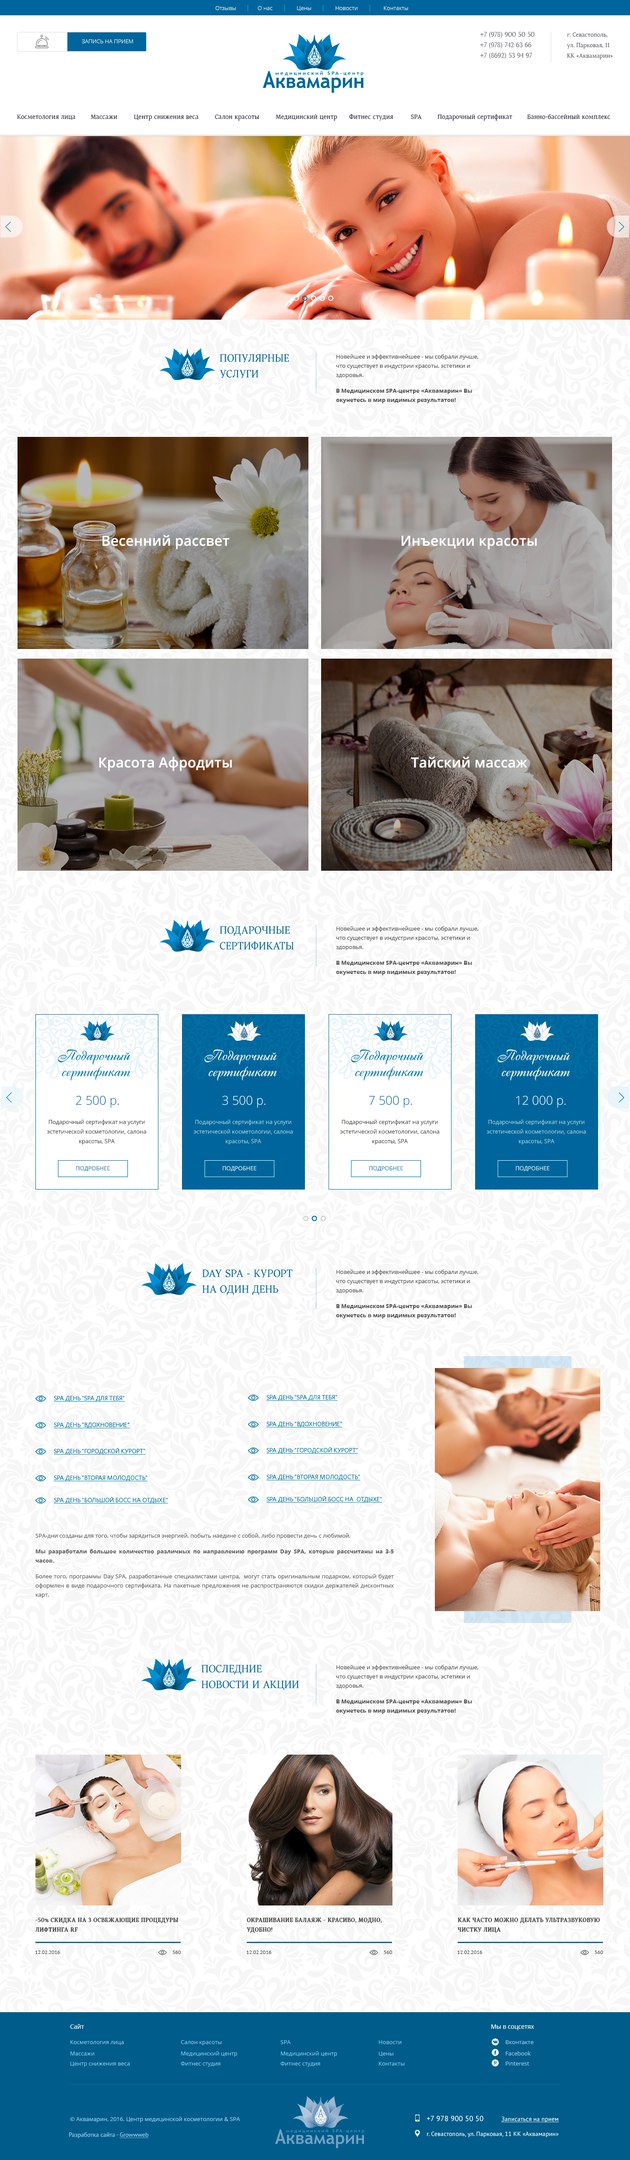 Отзывы О нас Цены Новости Контакты
ЗАПИСЬ НА ПРИЕМ
медицинский SPA-центр
Аквамарин
+7 (978) 900 50 50
+7 (978) 742 63 66
+7 (8692) 53 94 97
г. Севастополь,
ул. Парковая, 11
КК «Аквамарин»
Косметология лица Массажи Центр снижения веса Салон красоты Медицинский центр Фитнес студия SPA Подарочный сертификат Банно-бассейный комплекс
ПОПУЛЯРНЫЕ
УСЛУГИ
Новейшее и эффективнейшее - мы собрали лучше,
что существует в индустрии красоты, эстетики и
здоровья.
В Медицинском SPA-центре «Аквамарин» Вы
окунетесь в мир видимых результатов!
Весенний рассвет
Инъекции красоты
Красота Афродиты
Тайский массаж
ПОДАРОЧНЫЕ
СЕРТИФИКАТЫ
Новейшее и эффективнейшее - мы собрали лучше,
что существует в индустрии красоты, эстетики и
здоровья.
В Медицинском SPA-центре «Аквамарин» Вы
окунетесь в мир видимых результатов!
Подарочный
сертификат
2 500 р.
Подарочный сертификат на услуги
эстетической косметологии, салона
красоты, SPA
ПОДРОБНЕЕ
Подарочный
сертификат
3 500 р.
Подарочный сертификат на услуги
эстетической косметологии, салона
красоты, SPA
ПОДРОБНЕЕ
Подарочный
сертификат
7 500 р.
Подарочный сертификат на услуги
эстетической косметологии, салона
красоты, SPA
ПОДРОБНЕЕ
Подарочный
сертификат
12 000 р.
Подарочный сертификат на услуги
эстетической косметологии, салона
красоты, SPA
ПОДРОБНЕЕ
DAY SPA - КУРОРТ
НА ОДИН ДЕНЬ
Новейшее и эффективнейшее - мы собрали лучше,
что существует в индустрии красоты, эстетики и
здоровья.
В Медицинском SPA-центре «Аквамарин» Вы
окунетесь в мир видимых результатов!
SPA ДЕНЬ "SPA ДЛЯ ТЕБЯ"
SPA ДЕНЬ "ВДОХНОВЕНИЕ"
SPA ДЕНЬ "ГОРОДСКОЙ КУРОРТ"
SPA ДЕНЬ "ВТОРАЯ МОЛОДОСТЬ"
SPA ДЕНЬ "БОЛЬШОЙ БОСС НА ОТДЫХЕ"
SPA ДЕНЬ "SPA ДЛЯ ТЕБЯ"
SPA ДЕНЬ "ВДОХНОВЕНИЕ"
SPA ДЕНЬ "ГОРОДСКОЙ КУРОРТ"
SPA ДЕНЬ "ВТОРАЯ МОЛОДОСТЬ"
SPA ДЕНЬ "БОЛЬШОЙ БОСС НА ОТДЫХЕ"
SPA-дни созданы для того, чтобы зарядиться энергией, побыть наедине с собой, либо провести день с любимой.
Мы разработали большое количество различных по направлению программ Day SPA, которые рассчитаны на 3-5
часов.
Более того, программы Day SPA, разработанные специалистами центра, могут стать оригинальным подарком, который будет
оформлен в виде подарочного сертификата. На пакетные предложения не распространяются скидки держателей дисконтных
карт.
ПОСЛЕДНИЕ
НОВОСТИ И АКЦИИ
Новейшее и эффективнейшее - мы собрали лучше,
что существует в индустрии красоты, эстетики и
здоровья.
В Медицинском SPA-центре «Аквамарин» Вы
окунетесь в мир видимых результатов!
-50% СКИДКА НА 3 ОСВЕЖАЮЩИЕ ПРОЦЕДУРЫ
ЛИФТИНГА RF
12.02.2016 560
ОКРАШИВАНИЕ БАЛАЯЖ - КРАСИВО, МОДНО,
УДОБНО!
12.02.2016 560
КАК ЧАСТО МОЖНО ДЕЛАТЬ УЛЬТРАЗВУКОВУЮ
ЧИСТКУ ЛИЦА
12.02.2016 560
Сайт
Косметология лица
Массажи
Центр снижения веса
Салон красоты
Медицинский центр
Фитнес студия
SPA
Медицинский центр
Фитнес студия
Новости
Цены
Контакты
Мы в соцсетях
Вконтакте
Facebook
Pinterest
© Аквамарин, 2016. Центр медицинской косметологии & SPA
Разработка сайта - Growwweb
медицинский SPA-центр
Аквамарин
+7 978 900 50 50 Записаться на прием
г. Севастополь, ул. Парковая, 11 КК «Аквамарин»